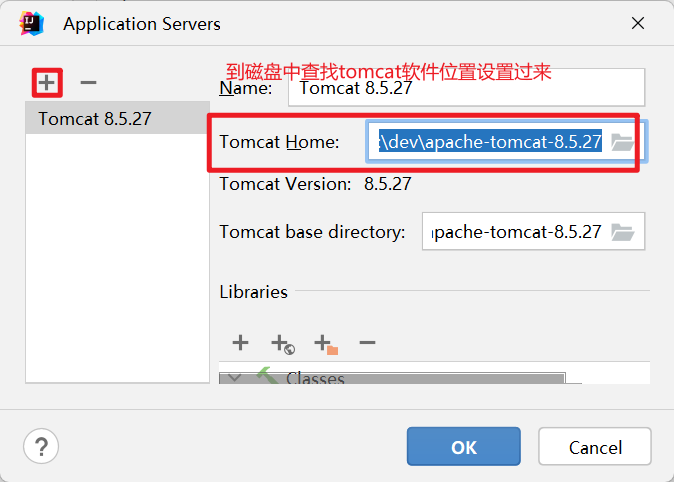 Application Servers
到磁盘中查找tomcat软件位置设置过来
Name: Tomcat 8.5.27
Tomcat 8.5.27
Tomcat Home: :\dev\apache-tomcat-8.5.27
Tomcat Version: 8.5.27
Tomcat base directory: apache-tomcat-8.5.27
Libraries
Classes
?
OK
Cancel